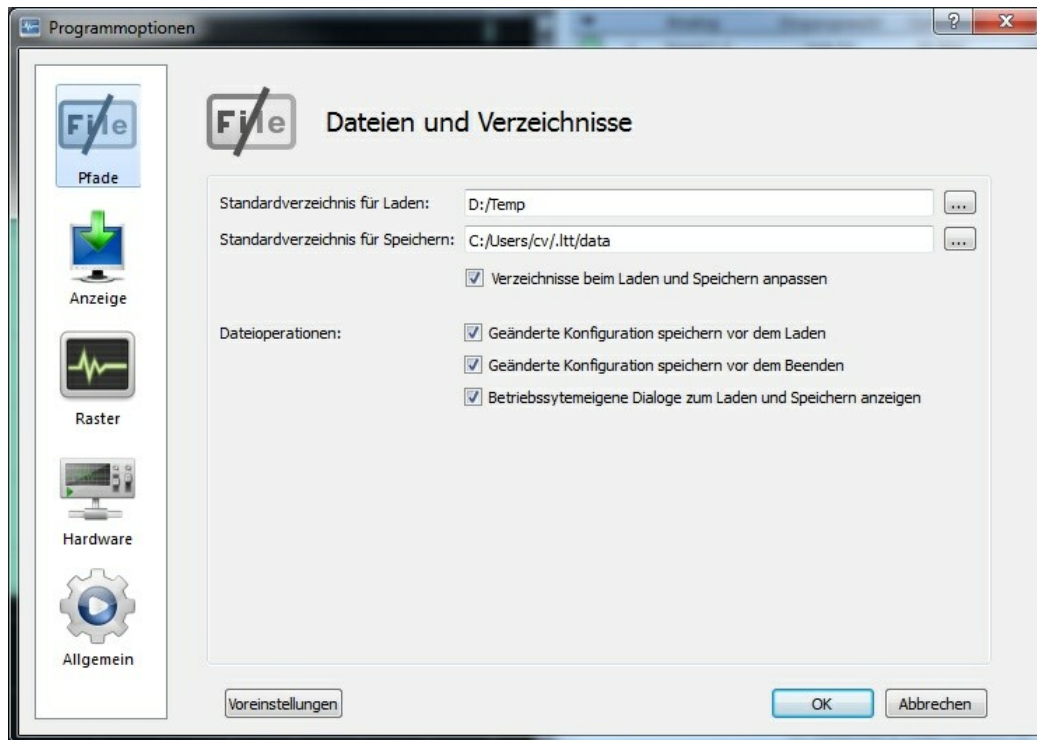 Programmoptionen
?
File
Pfade
Anzeige
Raster
Hardware
Allgemein
File
Dateien und Verzeichnisse
Standardverzeichnis für Laden: D:/Temp ...
Standardverzeichnis für Speichern: C:/Users/cv/.ltt/data ...
Verzeichnisse beim Laden und Speichern anpassen
Dateioperationen: Geänderte Konfiguration speichern vor dem Laden
Geänderte Konfiguration speichern vor dem Beenden
Betriebssytemeigene Dialoge zum Laden und Speichern anzeigen
Voreinstellungen OK Abbrechen